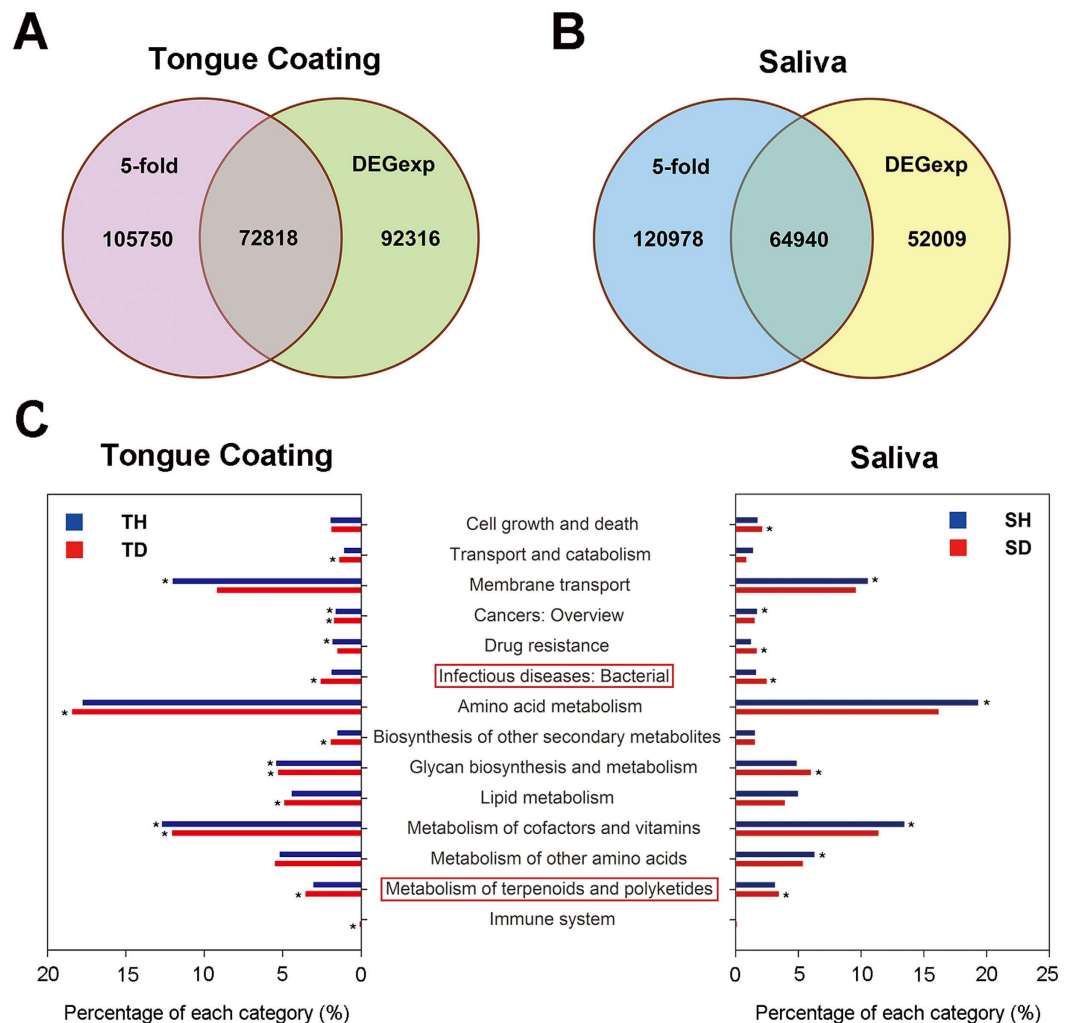 A
Tongue Coating
5-fold
DEGexp
105750
72818
92316
B
Saliva
5-fold
DEGexp
120978
64940
52009
C
Tongue Coating
Saliva
TH
TD
SH
SD
Cell growth and death
*
Transport and catabolism
*
Membrane transport
* *
Cancers: Overview
* * *
Drug resistance
* *
Infectious diseases: Bacterial
* *
Amino acid metabolism
* *
Biosynthesis of other secondary metabolites
*
Glycan biosynthesis and metabolism
* * *
Lipid metabolism
*
Metabolism of cofactors and vitamins
* * *
Metabolism of other amino acids
*
Metabolism of terpenoids and polyketides
* *
Immune system
*
20 15 10 5 0
0 5 10 15 20 25
Percentage of each category (%)
Percentage of each category (%)